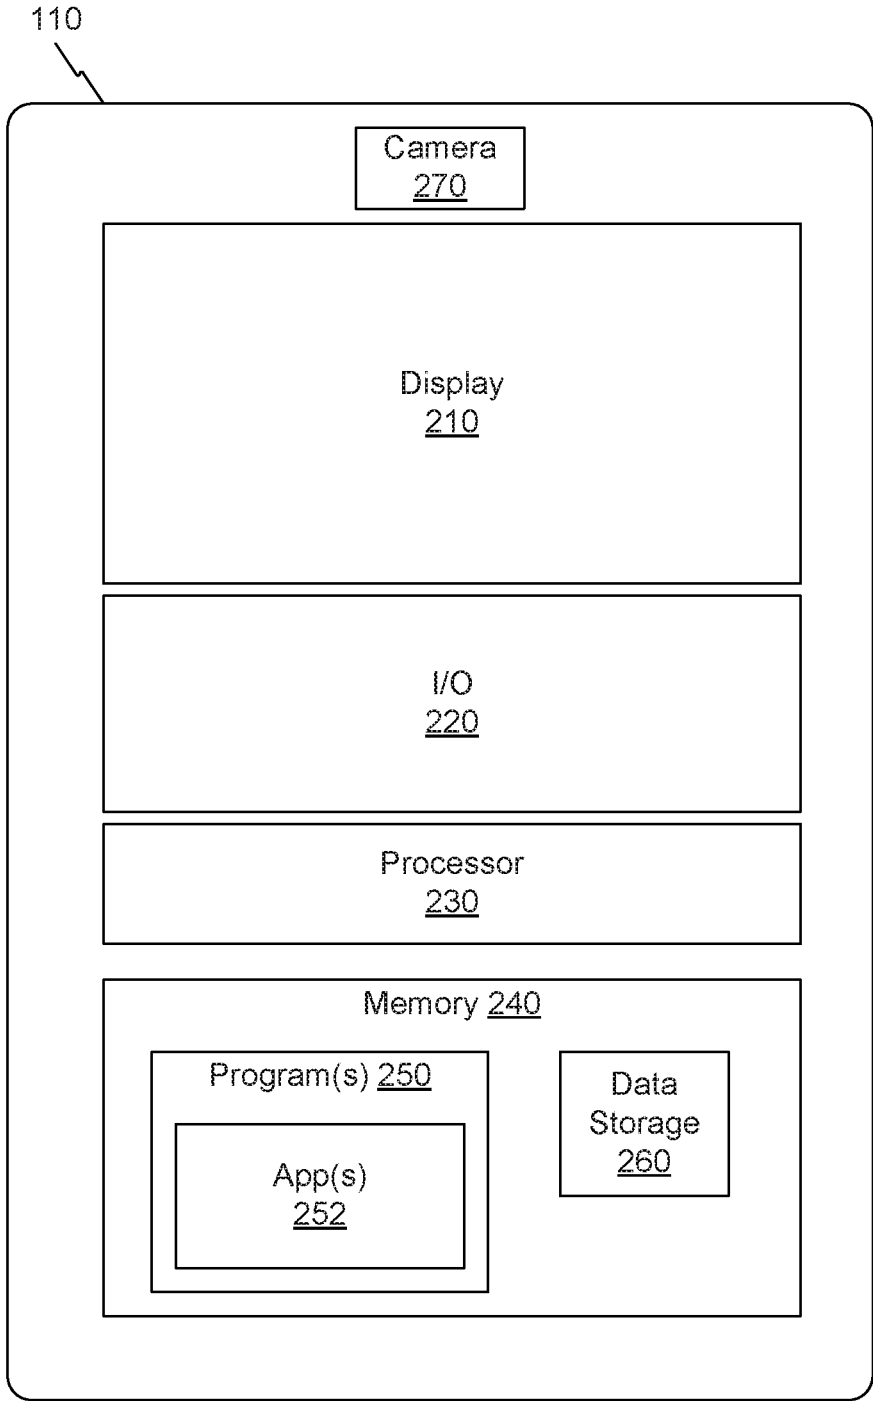 110
Camera
270
Display
210
I/O
220
Processor
230
Memory 240
Program(s) 250
App(s)
252
Data
Storage
260